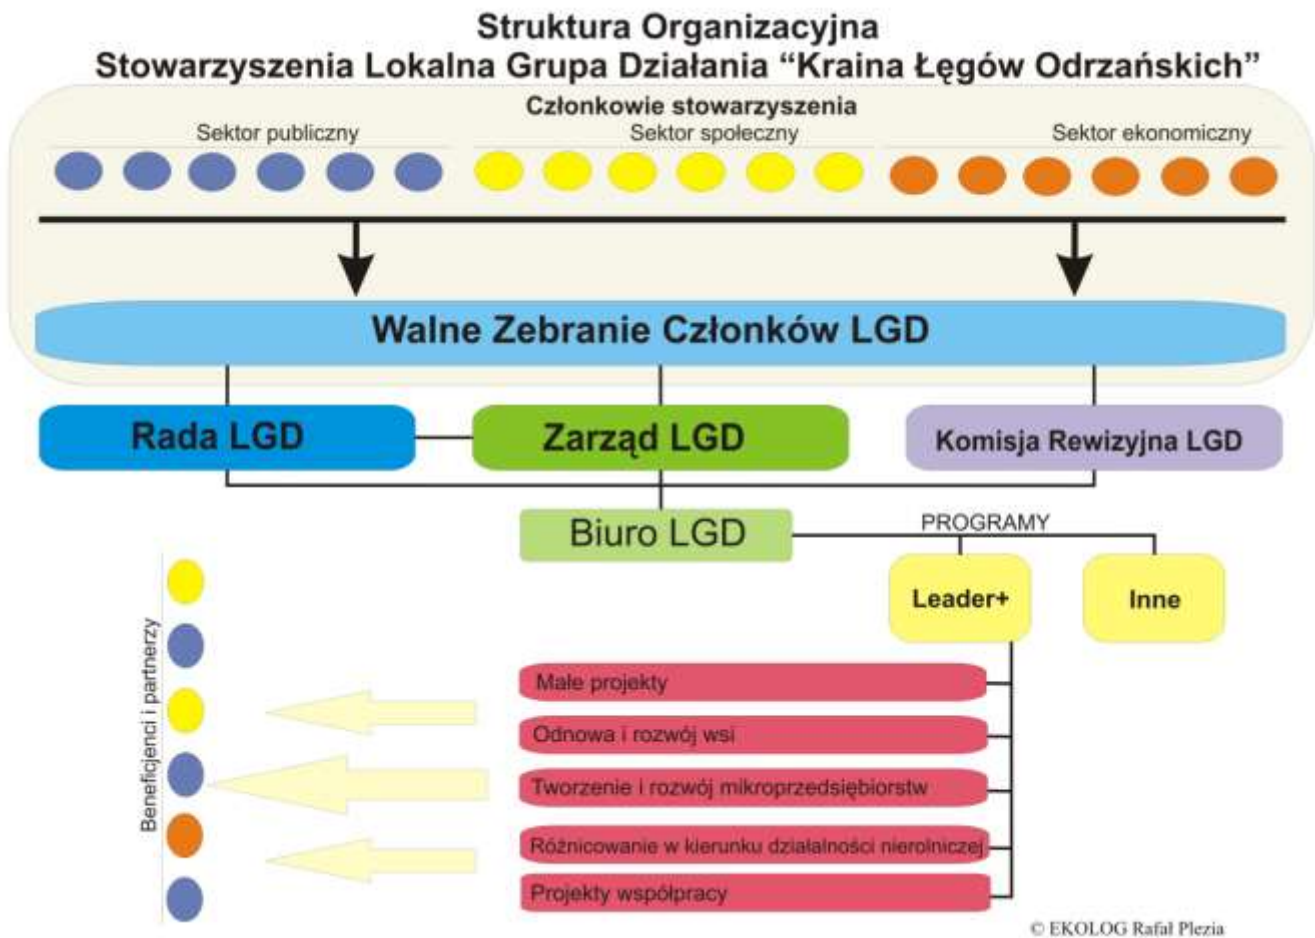 Struktura Organizacyjna
Stowarzyszenia Lokalna Grupa Działania “Kraina Łęgów Odrzańskich”
Członkowie stowarzyszenia
Sektor publiczny
Sektor społeczny
Sektor ekonomiczny
Walne Zebranie Członków LGD
Rada LGD
Zarząd LGD
Komisja Rewizyjna LGD
Biuro LGD
PROGRAMY
Leader+
Inne
Beneficjenci i partnerzy
Małe projekty
Odnowa i rozwój wsi
Tworzenie i rozwój mikroprzedsiębiorstw
Różnicowanie w kierunku działalności nierolniczej
Projekty współpracy
© EKOLOG Rafał Plezia